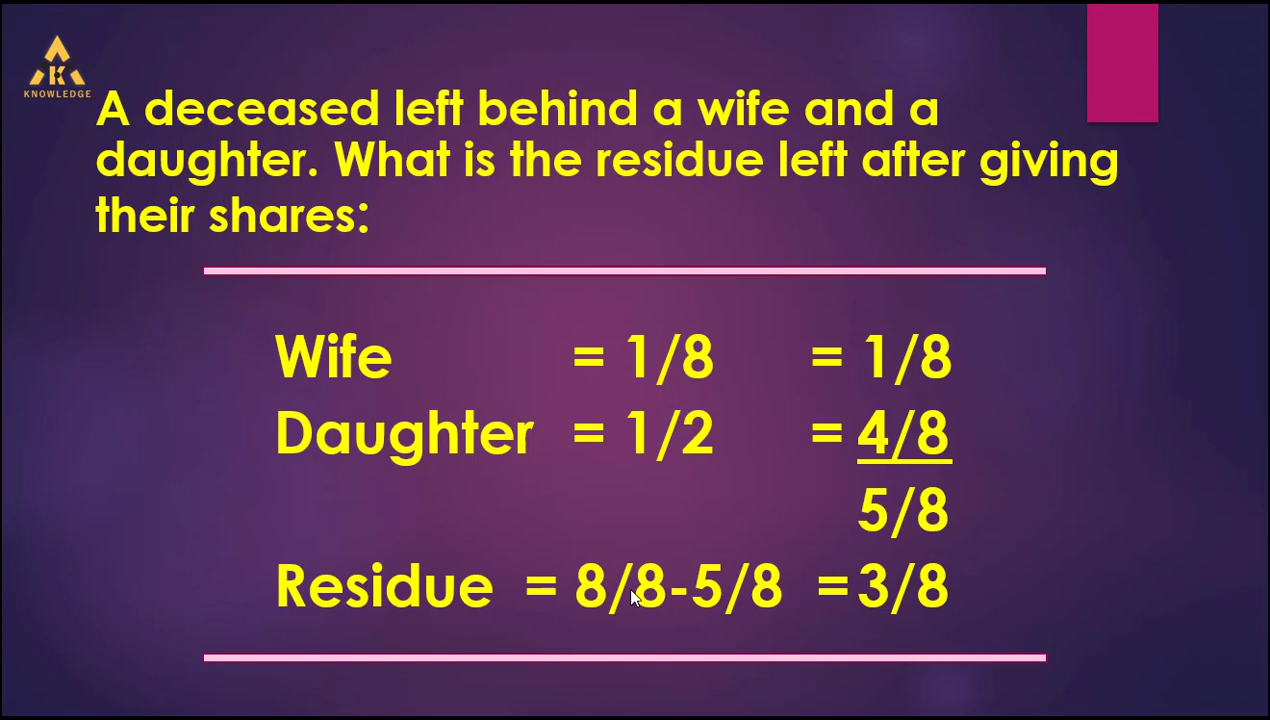 K
KNOWLEDGE
A deceased left behind a wife and a
daughter. What is the residue left after giving
their shares:
Wife = 1/8 = 1/8
Daughter = 1/2 = 4/8
5/8
Residue = 8/8-5/8 =3/8